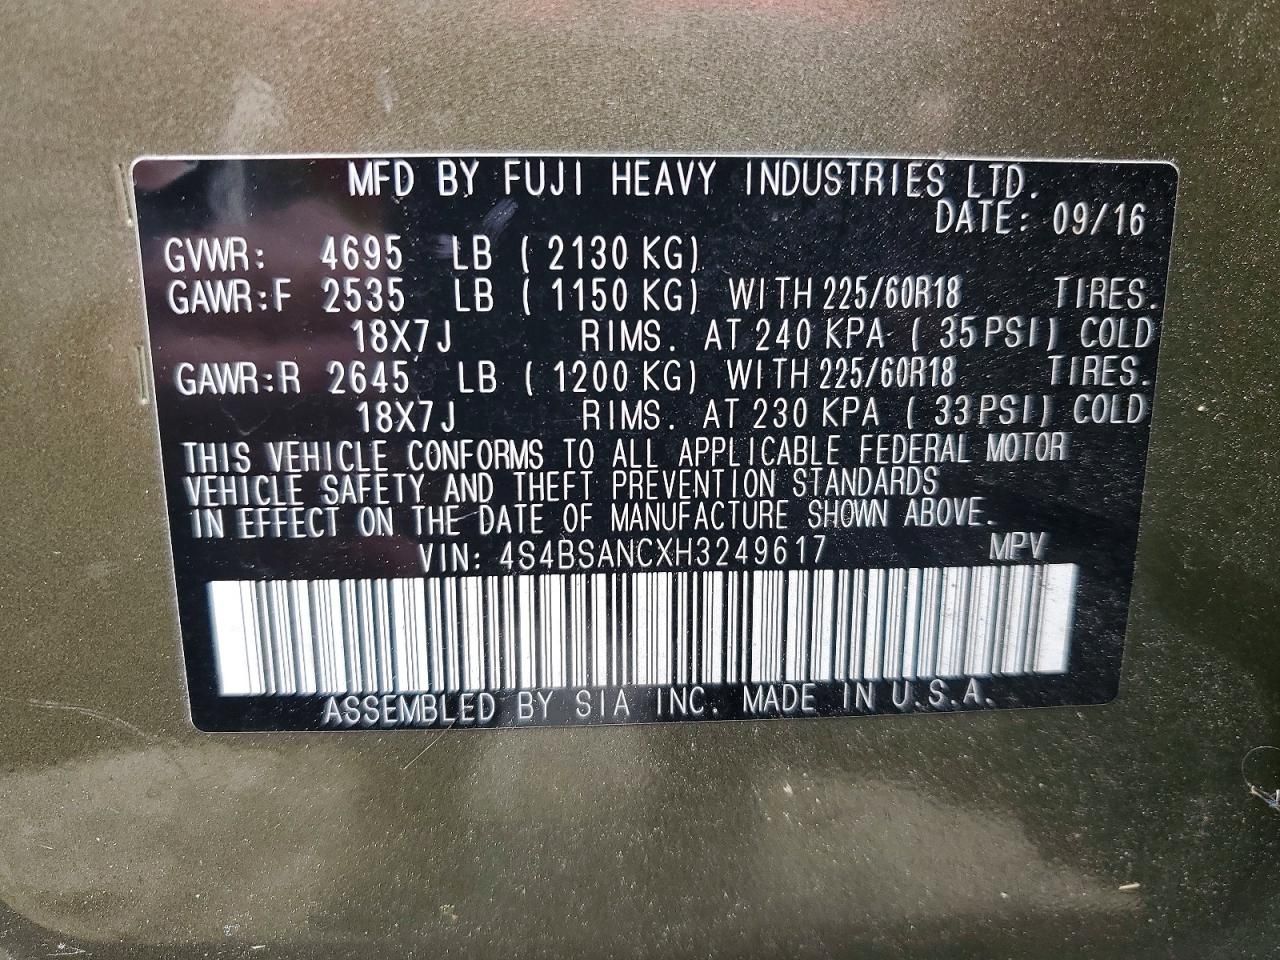 MFD BY FUJI HEAVY INDUSTRIES LTD.
DATE: 09/16
GVWR: 4695 LB ( 2130 KG)
GAWR:F 2535 LB ( 1150 KG) WITH 225/60R18 TIRES.
18X7J RIMS. AT 240 KPA ( 35 PSI) COLD
GAWR:R 2645 LB ( 1200 KG) WITH 225/60R18 TIRES.
18X7J RIMS. AT 230 KPA ( 33 PSI) COLD
THIS VEHICLE CONFORMS TO ALL APPLICABLE FEDERAL MOTOR
VEHICLE SAFETY AND THEFT PREVENTION STANDARDS
IN EFFECT ON THE DATE OF MANUFACTURE SHOWN ABOVE.
VIN: 4S4BSANCXH3249617 MPV
ASSEMBLED BY SIA INC. MADE IN U.S.A.